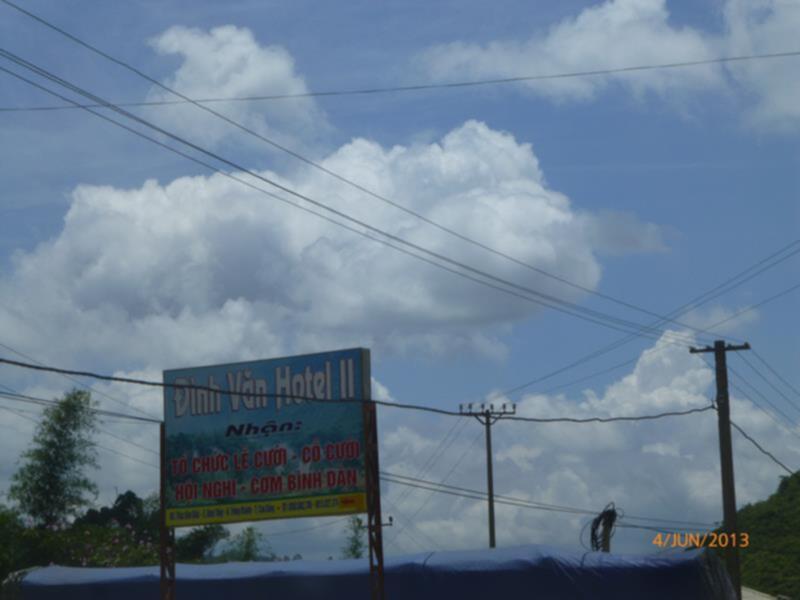 Đình Văn Hotel II
Nhận:
TỔ CHỨC LỄ CƯỚI - CỖ CƯỚI
HỘI NGHỊ - CƠM BÌNH DÂN
4/JUN/2013